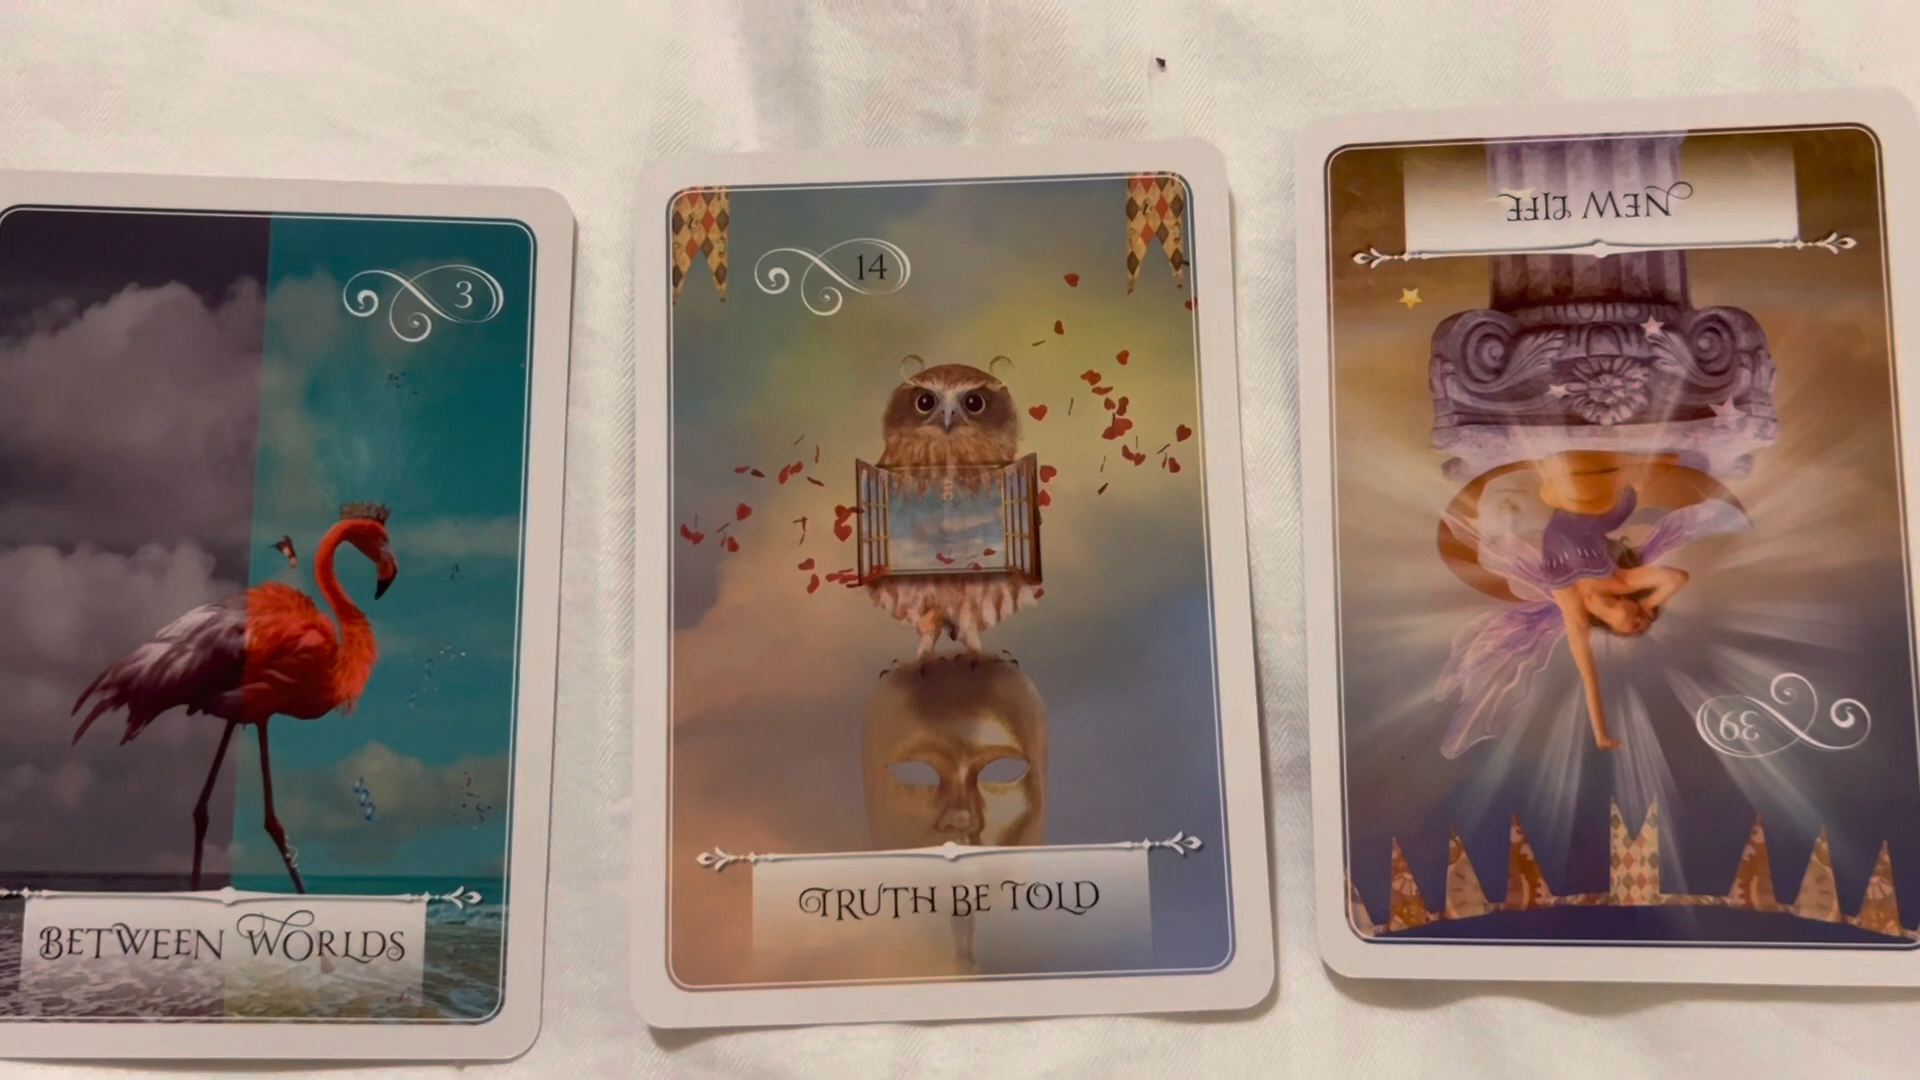 3
BETWEEN WORLDS
14
TRUTH BE TOLD
NEW LIFE
39